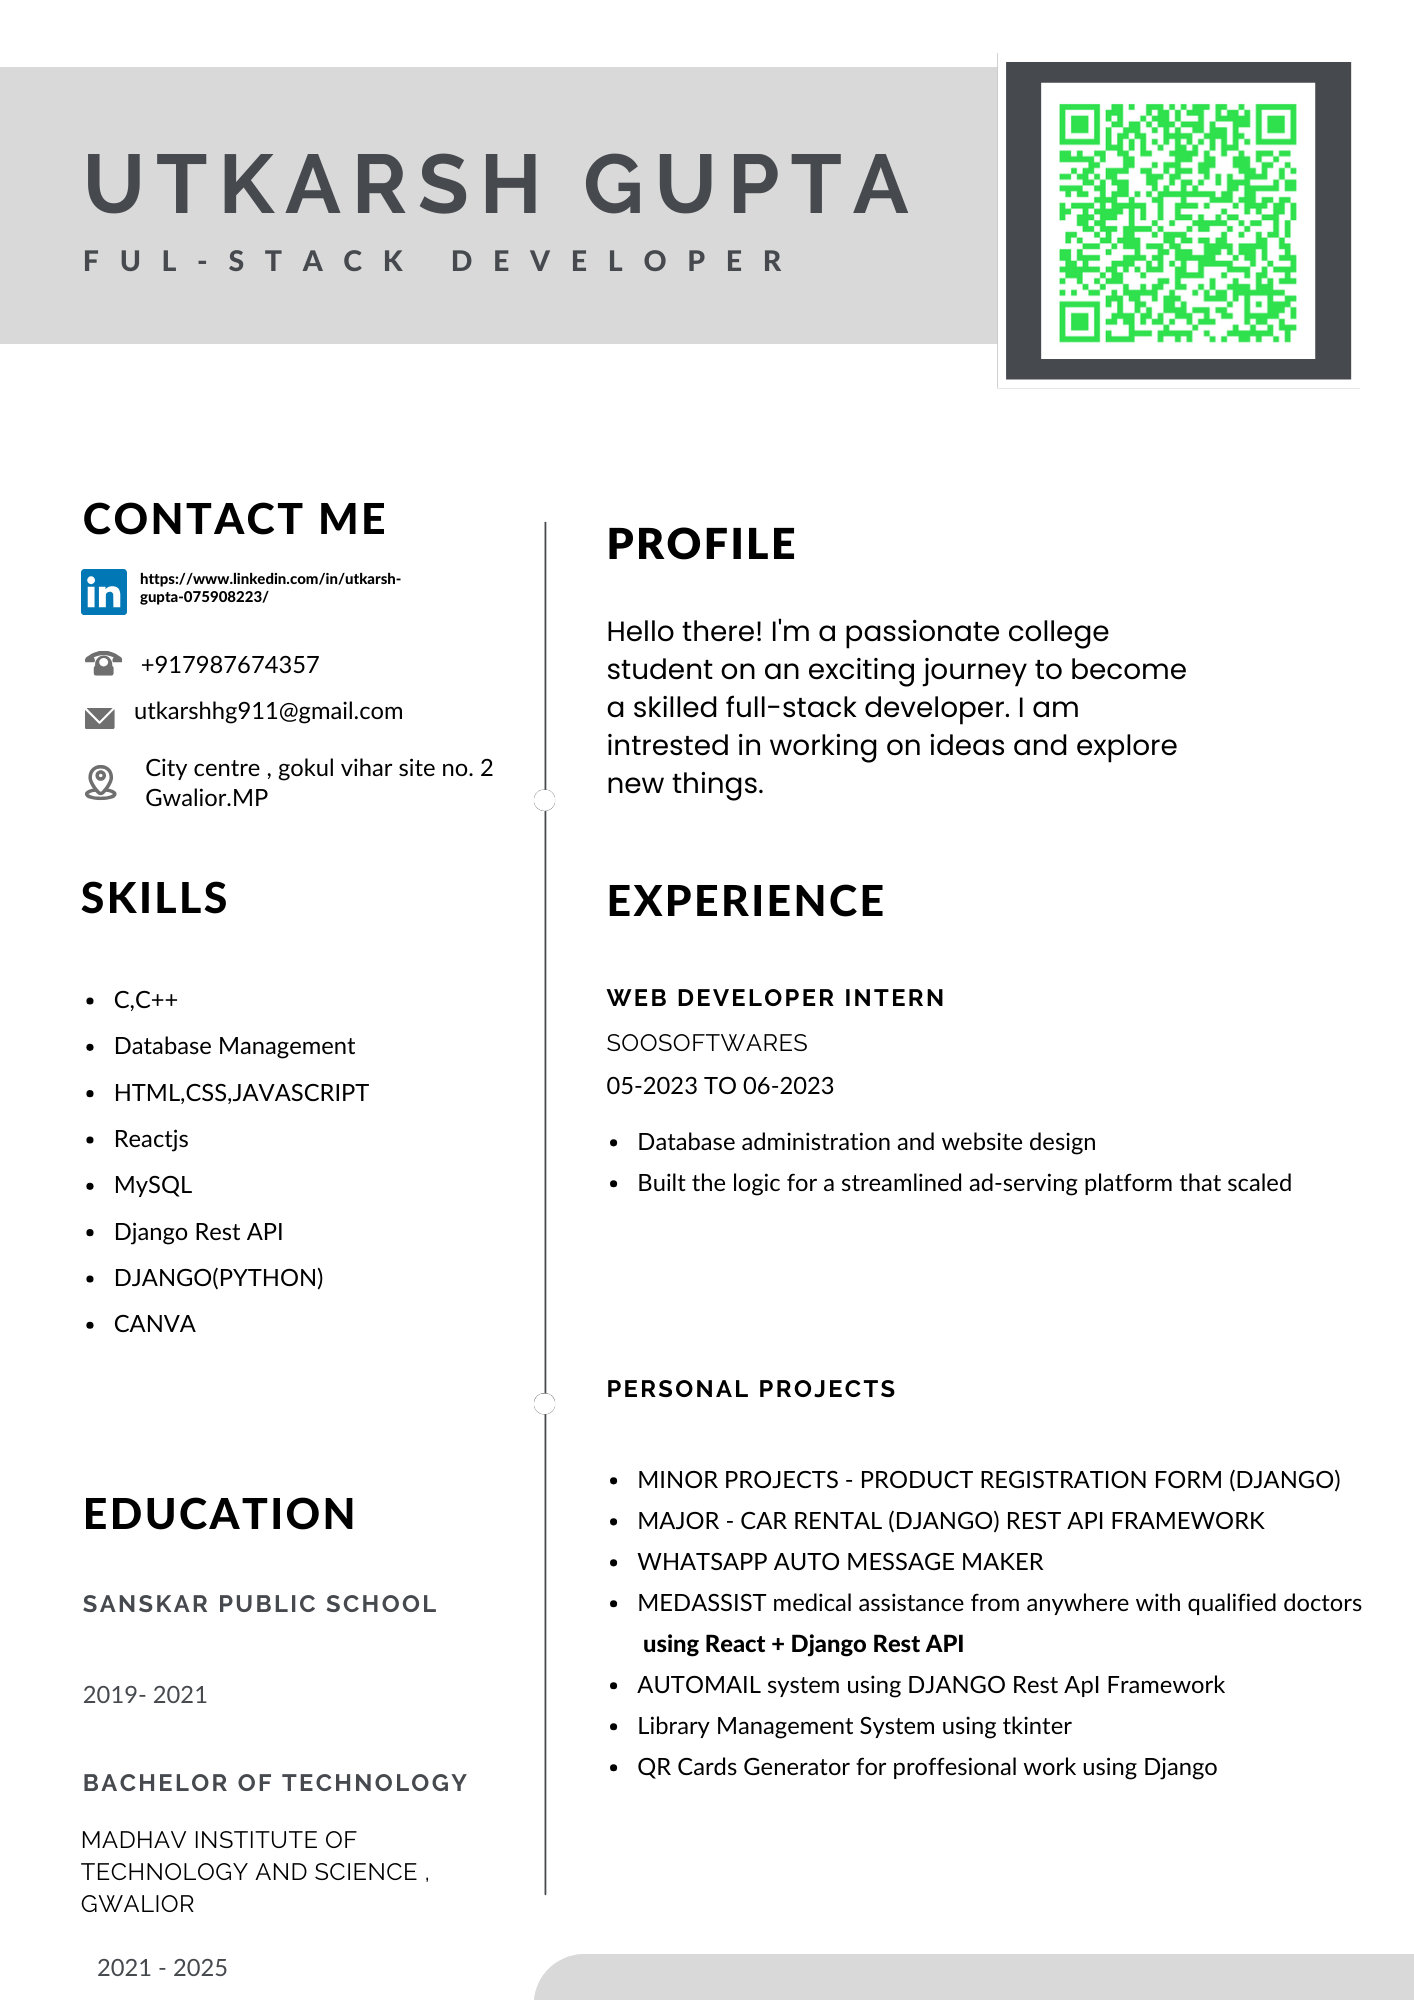 UTKARSH GUPTA
FUL-STACK DEVELOPER
CONTACT ME
https://www.linkedin.com/in/utkarsh-
gupta-075908223/
+917987674357
utkarshhg911@gmail.com
City centre , gokul vihar site no. 2
Gwalior.MP
SKILLS
• C,C++
• Database Management
• HTML,CSS,JAVASCRIPT
• Reactjs
• MySQL
• Django Rest API
• DJANGO(PYTHON)
• CANVA
EDUCATION
SANSKAR PUBLIC SCHOOL
2019- 2021
BACHELOR OF TECHNOLOGY
MADHAV INSTITUTE OF
TECHNOLOGY AND SCIENCE ,
GWALIOR
2021 - 2025
PROFILE
Hello there! I'm a passionate college
student on an exciting journey to become
a skilled full-stack developer. I am
intrested in working on ideas and explore
new things.
EXPERIENCE
WEB DEVELOPER INTERN
SOOSOFTWARES
05-2023 TO 06-2023
• Database administration and website design
• Built the logic for a streamlined ad-serving platform that scaled
PERSONAL PROJECTS
• MINOR PROJECTS - PRODUCT REGISTRATION FORM (DJANGO)
• MAJOR - CAR RENTAL (DJANGO) REST API FRAMEWORK
• WHATSAPP AUTO MESSAGE MAKER
• MEDASSIST medical assistance from anywhere with qualified doctors
using React + Django Rest API
• AUTOMAIL system using DJANGO Rest ApI Framework
• Library Management System using tkinter
• QR Cards Generator for proffesional work using Django